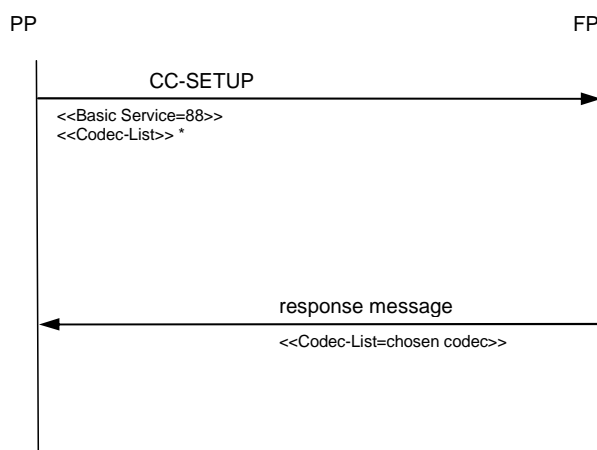 PP
FP
CC-SETUP
<<Basic Service=88>>
<<Codec-List>> *
response message
<<Codec-List=chosen codec>>